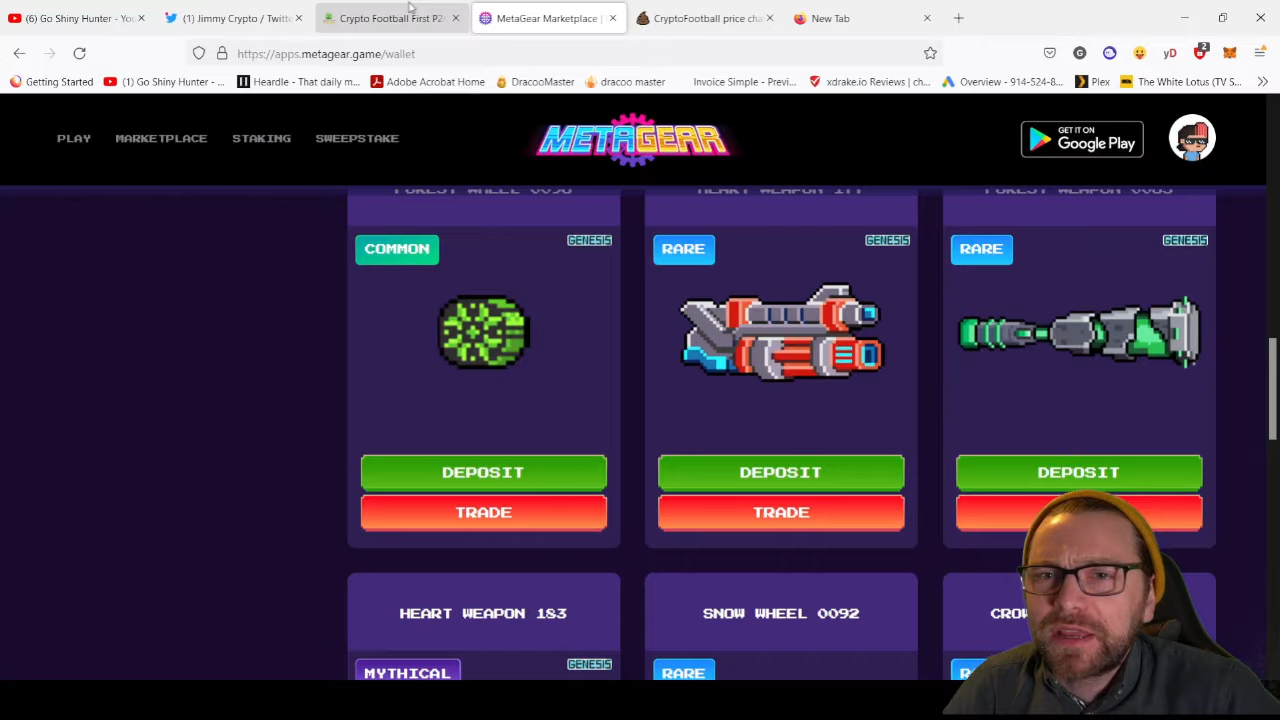 (6) Go Shiny Hunter - You
(1) Jimmy Crypto / Twitte
Crypto Football First P2
MetaGear Marketplace |
CryptoFootball price cha
New Tab
https://apps.metagear.game/wallet
2
Getting Started
(1) Go Shiny Hunter -...
Heardle - That daily m...
Adobe Acrobat Home
DracooMaster
dracoo master
Invoice Simple - Previ...
xdrake.io Reviews | ch...
Overview - 914-524-8...
Plex
The White Lotus (TV S...
PLAY
MARKETPLACE
STAKING
SWEEPSTAKE
METAGEAR
GET IT ON
Google Play
COMMON
GENESIS
RARE
GENESIS
RARE
GENESIS
DEPOSIT
DEPOSIT
DEPOSIT
TRADE
TRADE
HEART WEAPON 183
SNOW WHEEL 0092
CROW
MYTHICAL
GENESIS
RARE